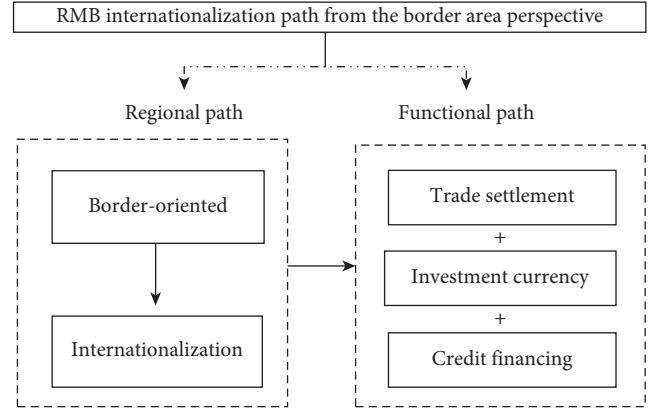 RMB internationalization path from the border area perspective
Regional path
Functional path
Border-oriented
Internationalization
Trade settlement
+
Investment currency
+
Credit financing